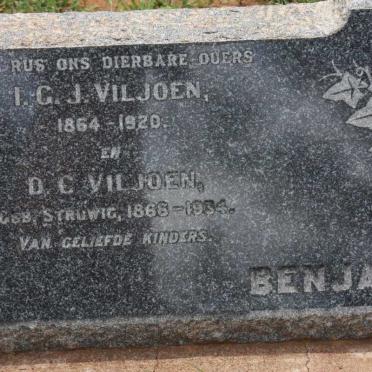 RUS ONS DIERBARE OUERS
I. G. J. VILJOEN,
1864 - 1920.
EN
D. C. VILJOEN,
GEB. STRUWIG, 1868 - 1954.
VAN GELIEFDE KINDERS.
BENJA